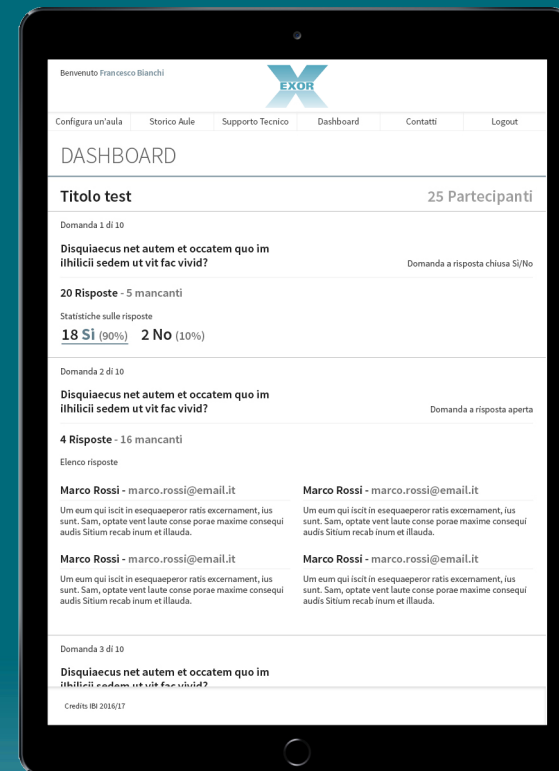 Benvenuto Francesco Bianchi
EXOR
Configura un'aula Storico Aule Supporto Tecnico Dashboard Contatti Logout
DASHBOARD
Titolo test 25 Partecipanti
Domanda 1 di 10
Disquiaecus net autem et occatem quo im
ilhilicii sedem ut vit fac vivid?
Domanda a risposta chiusa Si/No
20 Risposte - 5 mancanti
Statistiche sulle risposte
18 Si (90%) 2 No (10%)
Domanda 2 di 10
Disquiaecus net autem et occatem quo im
ilhilicii sedem ut vit fac vivid?
Domanda a risposta aperta
4 Risposte - 16 mancanti
Elenco risposte
Marco Rossi - marco.rossi@email.it
Um eum qui iscit in esequaeperor ratis excernament, ius
sunt. Sam, optate vent laute conse porae maxime consequi
audis Sitium recab inum et illauda.
Marco Rossi - marco.rossi@email.it
Um eum qui iscit in esequaeperor ratis excernament, ius
sunt. Sam, optate vent laute conse porae maxime consequi
audis Sitium recab inum et illauda.
Marco Rossi - marco.rossi@email.it
Um eum qui iscit in esequaeperor ratis excernament, ius
sunt. Sam, optate vent laute conse porae maxime consequi
audis Sitium recab inum et illauda.
Marco Rossi - marco.rossi@email.it
Um eum qui iscit in esequaeperor ratis excernament, ius
sunt. Sam, optate vent laute conse porae maxime consequi
audis Sitium recab inum et illauda.
Domanda 3 di 10
Disquiaecus net autem et occatem quo im
ilhilicii sedem ut vit fac vivid?
Credits IBI 2016/17